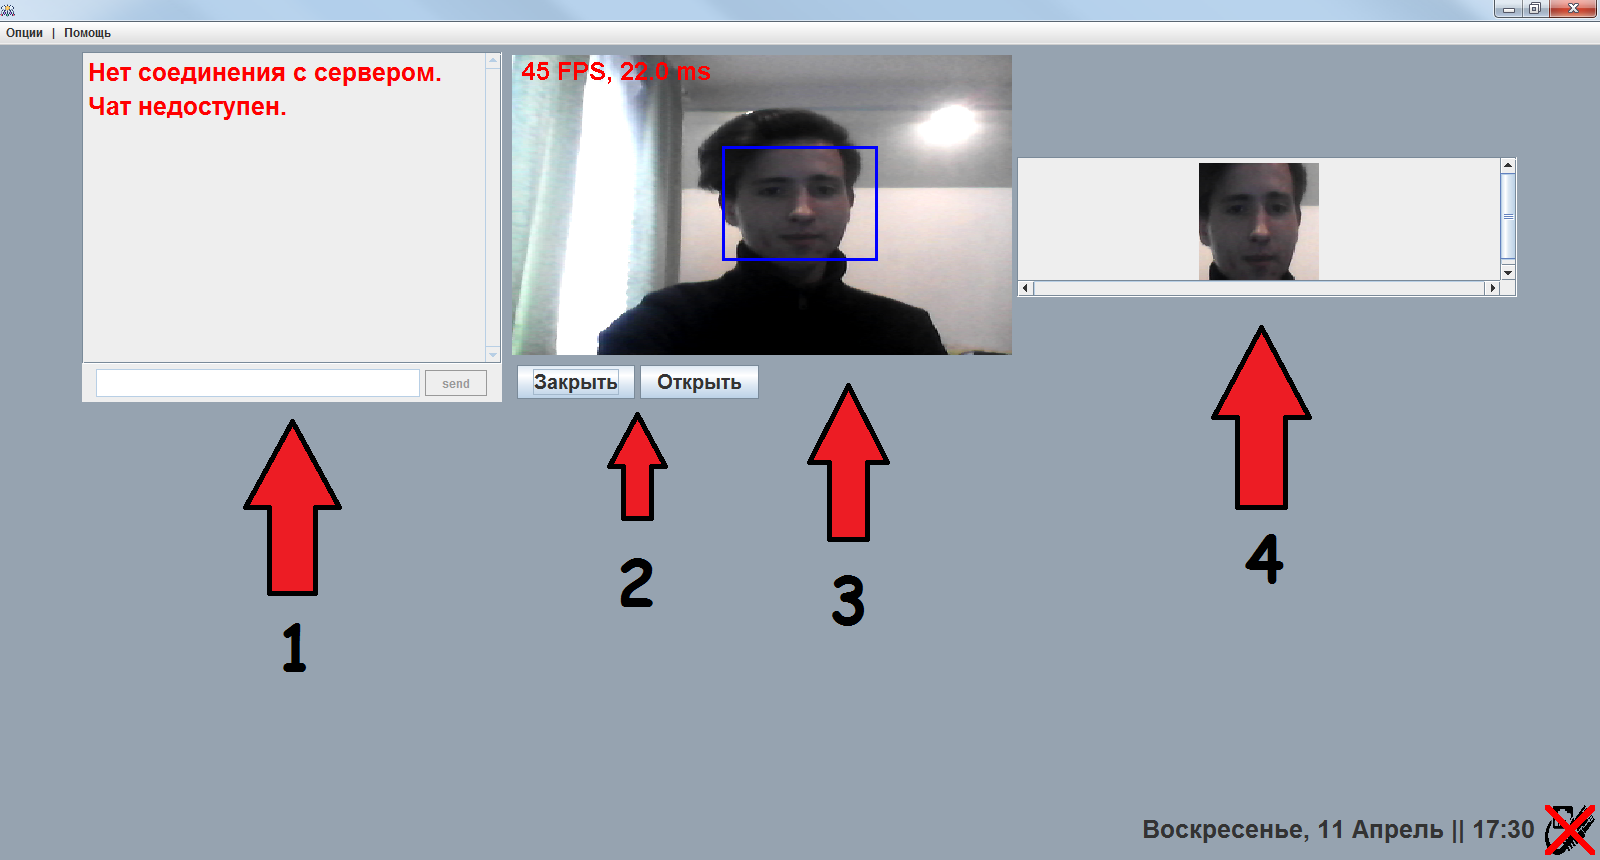 Опции | Помощь
Нет соединения с сервером.
Чат недоступен.
send
45 FPS, 22.0 ms
Закрыть
Открыть
1
2
3
4
Воскресенье, 11 Апрель || 17:30